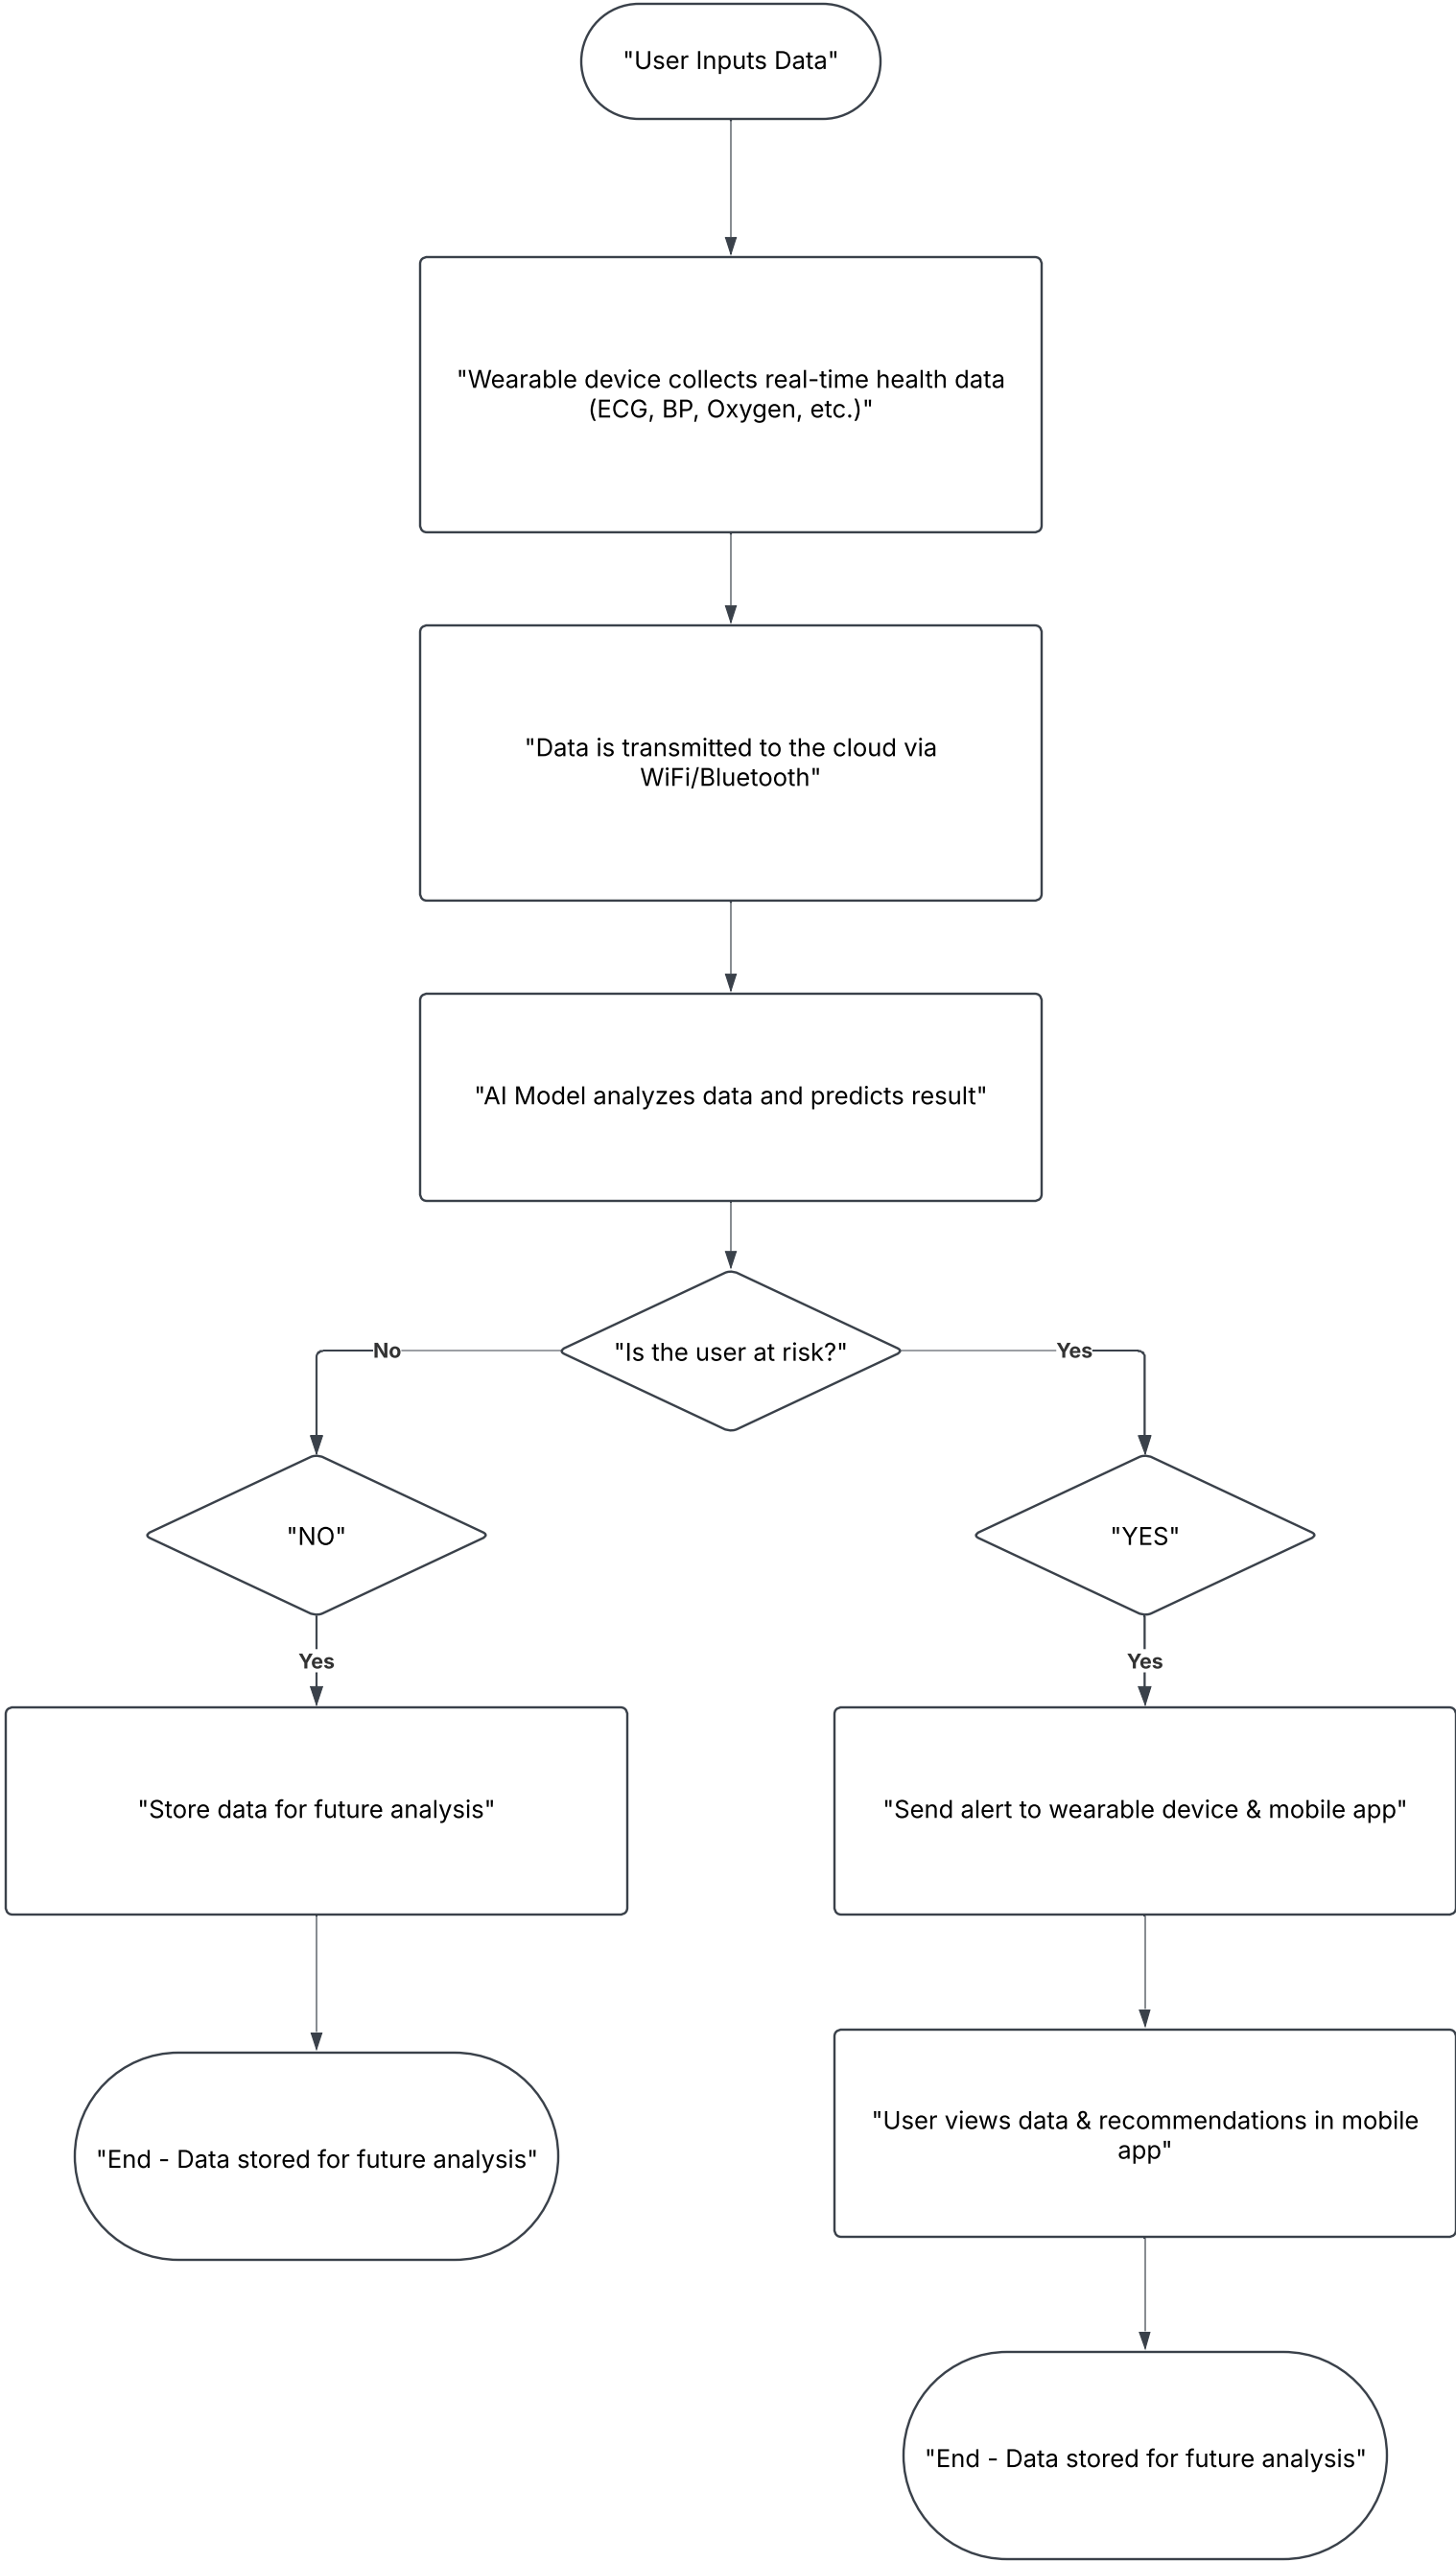 "User Inputs Data"
"Wearable device collects real-time health data
(ECG, BP, Oxygen, etc.)"
"Data is transmitted to the cloud via
WiFi/Bluetooth"
"AI Model analyzes data and predicts result"
"Is the user at risk?"
No
Yes
"NO"
"YES"
Yes
Yes
"Store data for future analysis"
"Send alert to wearable device & mobile app"
"User views data & recommendations in mobile
app"
"End - Data stored for future analysis"
"End - Data stored for future analysis"